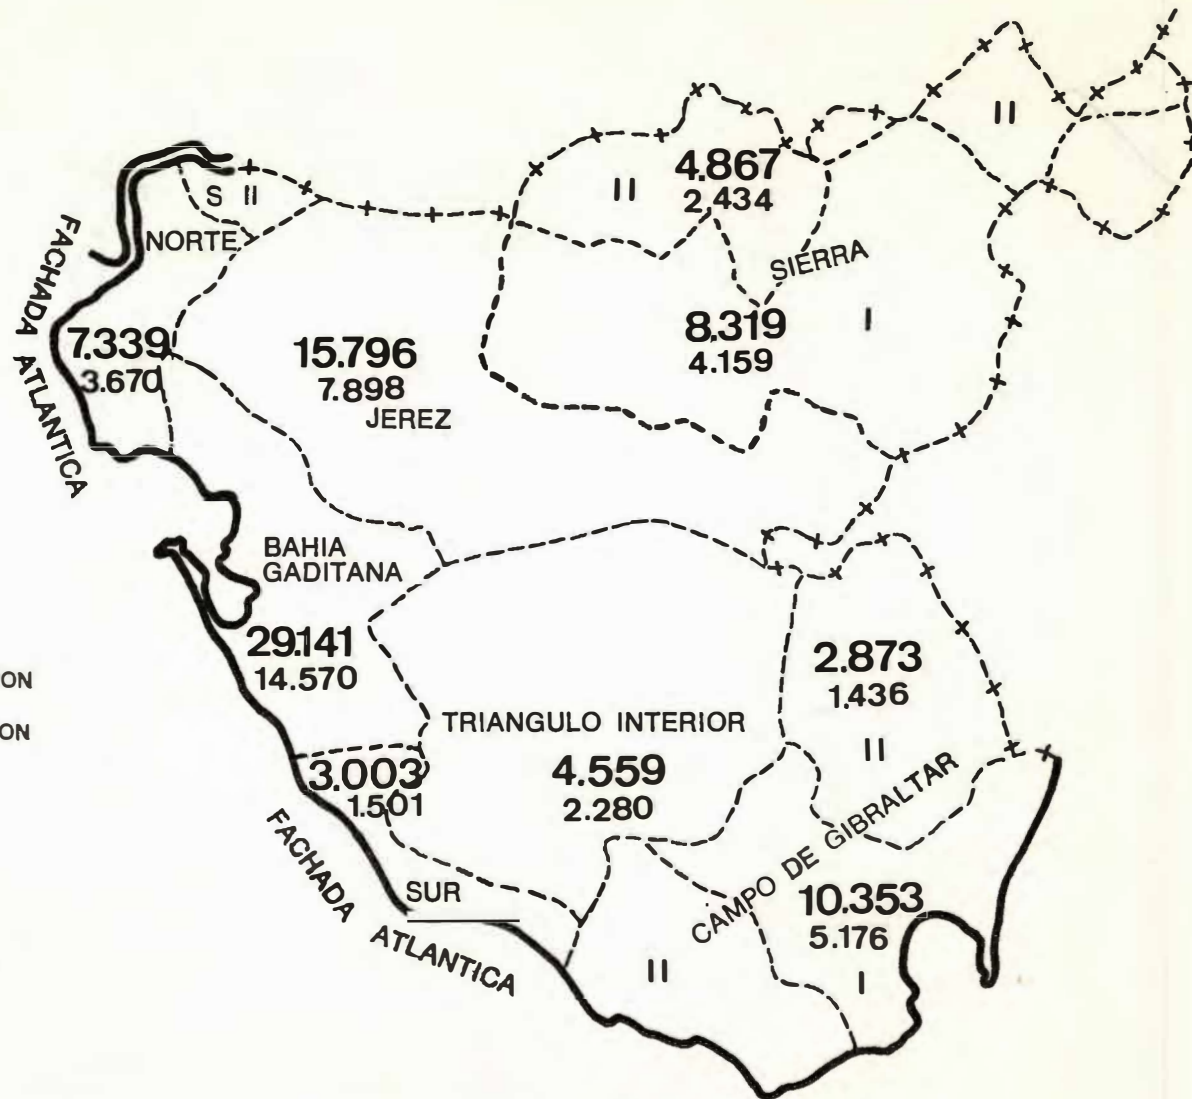 II
II
4.867
2.434
S II
NORTE
FACHADA ATLANTICA
SIERRA
7.339
3.670
15.796
7.898
JEREZ
8.319
4.159
I
BAHIA
GADITANA
29.141
14.570
ON
ON
2.873
1.436
II
TRIANGULO INTERIOR
3.003
1.501
4.559
2.280
CAMPO DE GIBRALTAR
FACHADA ATLANTICA
SUR
10.353
5.176
II
I